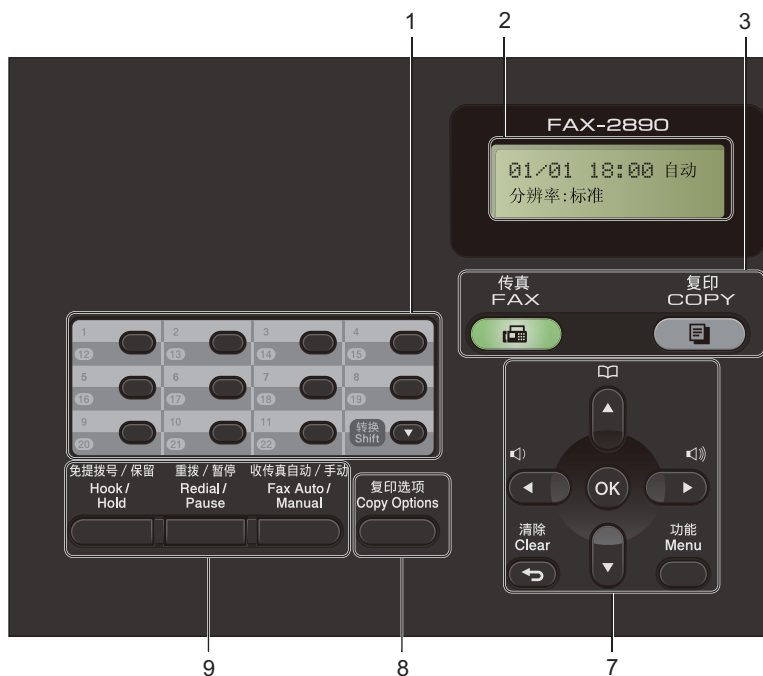 1 2 3
FAX-2890
01/01 18:00 自动
分辨率:标准
传真
FAX
复印
COPY
1 2 3 4
12 13 14 15
5 6 7 8
16 17 18 19
9 10 11
20 21 22
转换
Shift
免提拨号 / 保留
Hook /
Hold
重拨 / 暂停
Redial /
Pause
收传真自动 / 手动
Fax Auto /
Manual
复印选项
Copy Options
OK
清除
Clear
功能
Menu
9 8 7